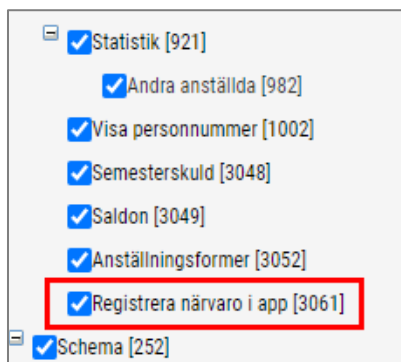 Statistik [921]
Andra anställda [982]
Visa personnummer [1002]
Semesterskuld [3048]
Saldon [3049]
Anställningsformer [3052]
Registrera närvaro i app [3061]
Schema [252]